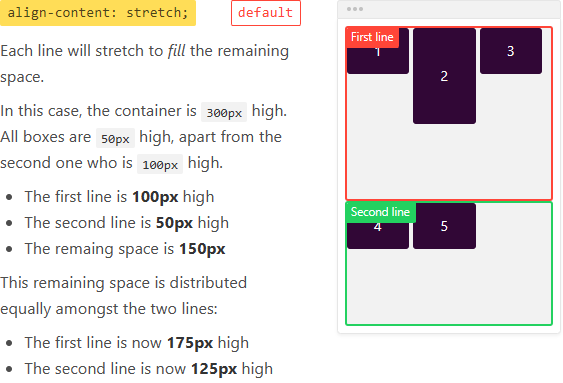 align-content: stretch; default
Each line will stretch to fill the remaining
space.
In this case, the container is 300px high.
All boxes are 50px high, apart from the
second one who is 100px high.
• The first line is 100px high
• The second line is 50px high
• The remaing space is 150px
This remaining space is distributed
equally amongst the two lines:
• The first line is now 175px high
• The second line is now 125px high
First line
1 2 3
Second line
4 5